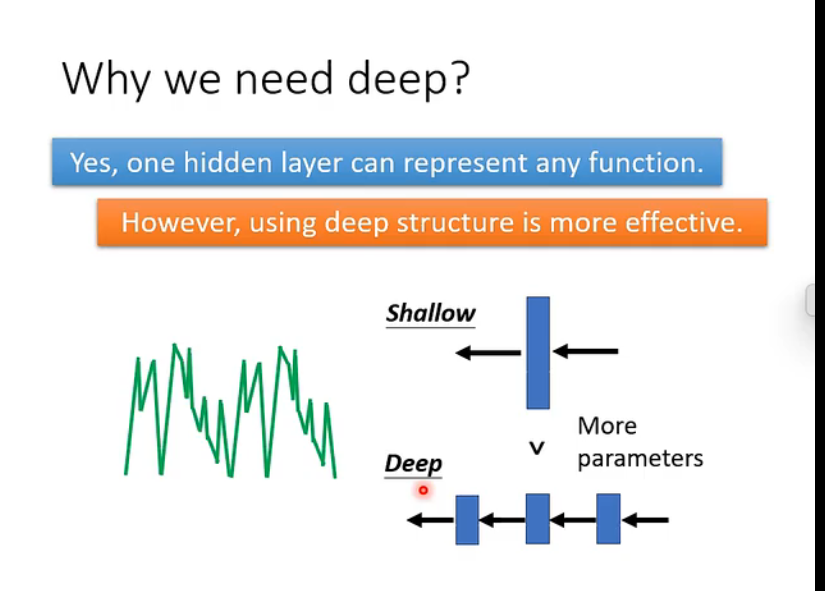 Why we need deep?
Yes, one hidden layer can represent any function.
However, using deep structure is more effective.
Shallow
More
parameters
Deep